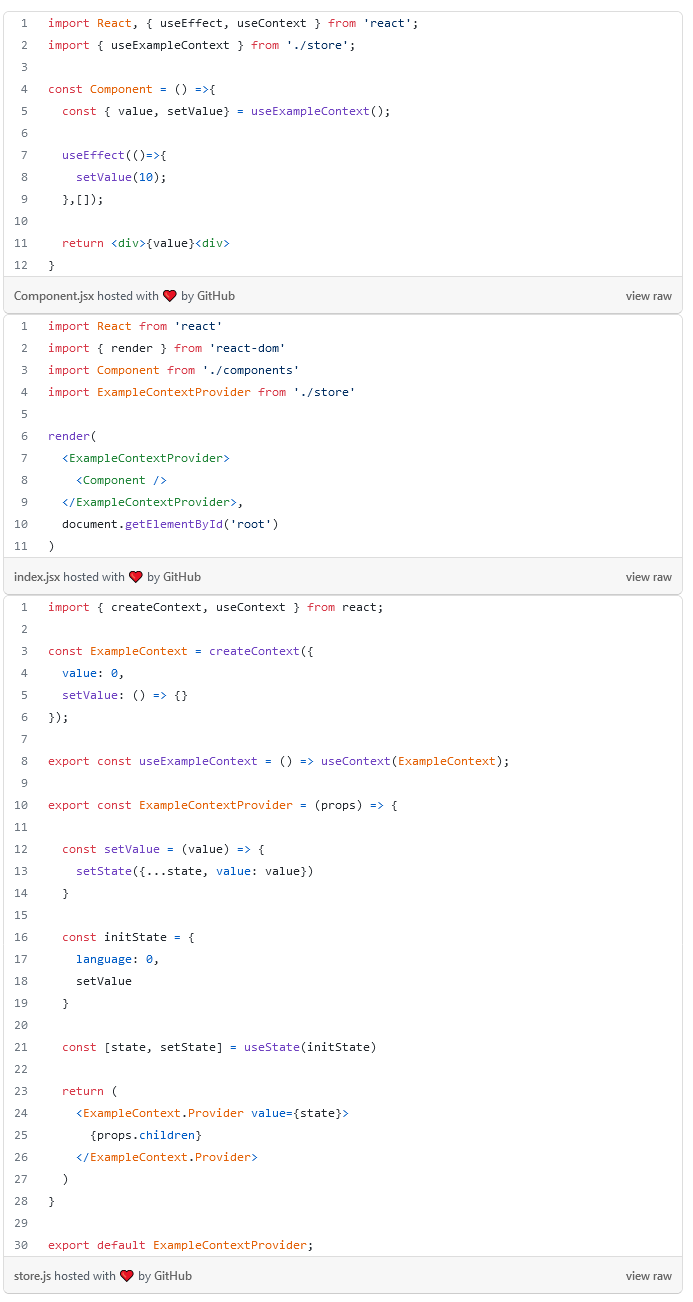 1 import React, { useEffect, useContext } from 'react';
2 import { useExampleContext } from './store';
3
4 const Component = () =>{
5   const { value, setValue} = useExampleContext();
6
7   useEffect(()=>{
8     setValue(10);
9   },[]);
10
11   return <div>{value}<div>
12 }
Component.jsx hosted with ❤ by GitHub view raw
1 import React from 'react'
2 import { render } from 'react-dom'
3 import Component from './components'
4 import ExampleContextProvider from './store'
5
6 render(
7   <ExampleContextProvider>
8     <Component />
9   </ExampleContextProvider>,
10   document.getElementById('root')
11 )
index.jsx hosted with ❤ by GitHub view raw
1 import { createContext, useContext } from react;
2
3 const ExampleContext = createContext({
4   value: 0,
5   setValue: () => {}
6 });
7
8 export const useExampleContext = () => useContext(ExampleContext);
9
10 export const ExampleContextProvider = (props) => {
11
12   const setValue = (value) => {
13     setState({...state, value: value})
14   }
15
16   const initState = {
17     language: 0,
18     setValue
19   }
20
21   const [state, setState] = useState(initState)
22
23   return (
24     <ExampleContext.Provider value={state}>
25       {props.children}
26     </ExampleContext.Provider>
27   )
28 }
29
30 export default ExampleContextProvider;
store.js hosted with ❤ by GitHub view raw